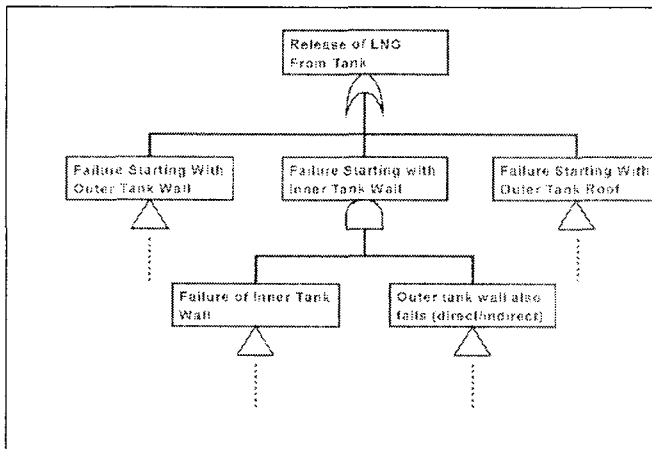 Release of LNG
From Tank
Failure Starting With
Outer Tank Wall
Failure Starting with
Inner Tank Wall
Failure Starting With
Outer Tank Roof
Failure of Inner Tank
Wall
Outer tank wall also
fails (direct/indirect)